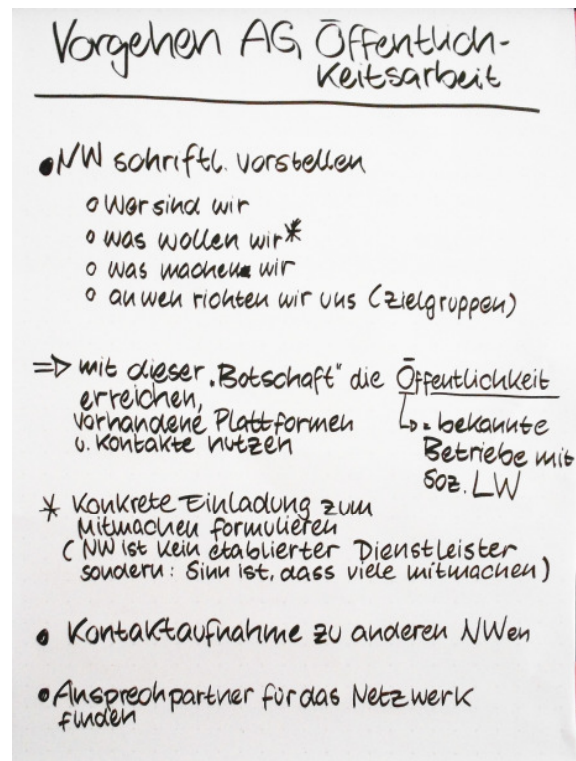 Vorgehen AG Öffentlich-
keitsarbeit
● NW schriftl. vorstellen
○ Wer sind wir
○ was wollen wir*
○ was machen wir
○ an wen richten wir uns (Zielgruppen)
=> mit dieser „Botschaft" die Öffentlichkeit
erreichen,
vorhandene Plattformen
u. Kontakte nutzen
↳ = bekannte
Betriebe mit
Soz. LW
* Konkrete Einladung zum
Mitmachen formulieren
(NW ist kein etablierter Dienstleister
sondern: Sinn ist, dass viele mitmachen)
● Kontaktaufnahme zu anderen NWen
● Ansprechpartner für das Netzwerk
finden